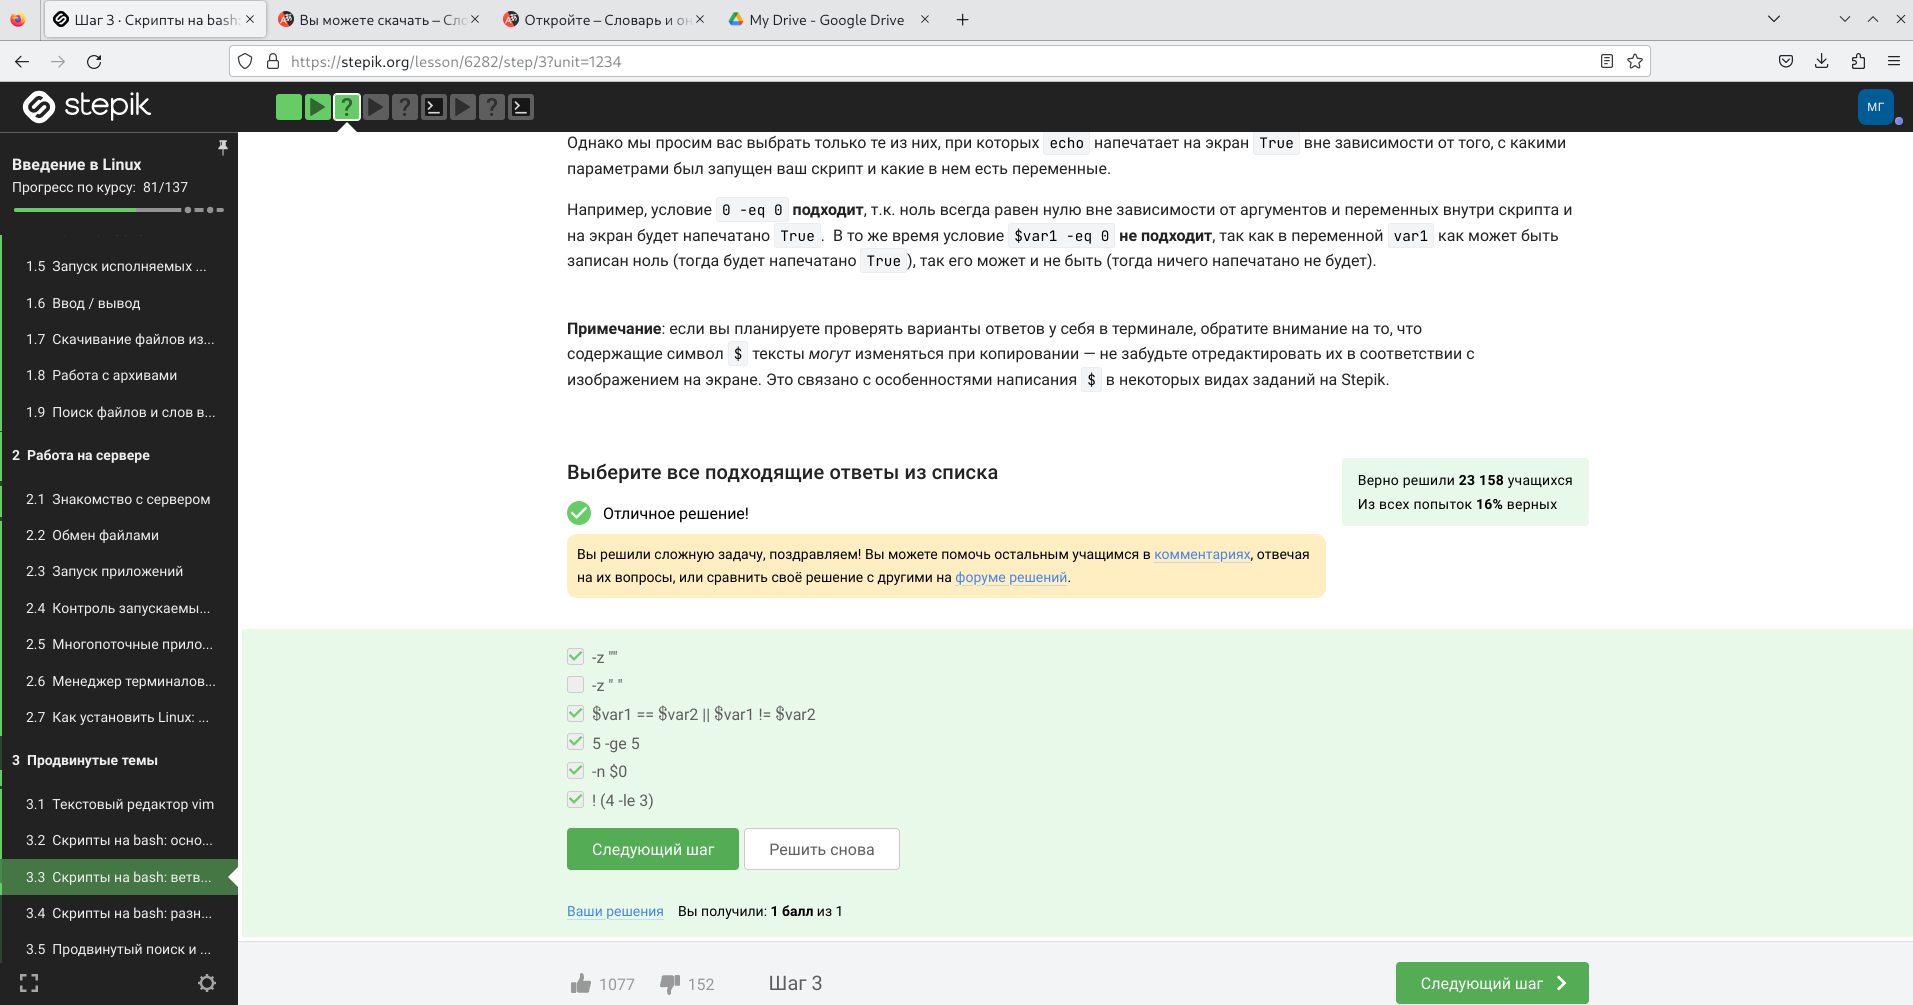 Шаг 3 · Скрипты на bash:
Вы можете скачать – Сло
Откройте – Словарь и он
My Drive - Google Drive
https://stepik.org/lesson/6282/step/3?unit=1234
stepik
МГ
Введение в Linux
Прогресс по курсу: 81/137
1.5 Запуск исполняемых ...
1.6 Ввод / вывод
1.7 Скачивание файлов из...
1.8 Работа с архивами
1.9 Поиск файлов и слов в...
2 Работа на сервере
2.1 Знакомство с сервером
2.2 Обмен файлами
2.3 Запуск приложений
2.4 Контроль запускаемы...
2.5 Многопоточные прило...
2.6 Менеджер терминалов...
2.7 Как установить Linux: ...
3 Продвинутые темы
3.1 Текстовый редактор vim
3.2 Скрипты на bash: осно...
3.3 Скрипты на bash: ветв...
3.4 Скрипты на bash: разн...
3.5 Продвинутый поиск и ...
Однако мы просим вас выбрать только те из них, при которых echo напечатает на экран True вне зависимости от того, с какими
параметрами был запущен ваш скрипт и какие в нем есть переменные.
Например, условие 0 -eq 0 подходит, т.к. ноль всегда равен нулю вне зависимости от аргументов и переменных внутри скрипта и
на экран будет напечатано True . В то же время условие $var1 -eq 0 не подходит, так как в переменной var1 как может быть
записан ноль (тогда будет напечатано True ), так его может и не быть (тогда ничего напечатано не будет).
Примечание: если вы планируете проверять варианты ответов у себя в терминале, обратите внимание на то, что
содержащие символ $ тексты могут изменяться при копировании — не забудьте отредактировать их в соответствии с
изображением на экране. Это связано с особенностями написания $ в некоторых видах заданий на Stepik.
Выберите все подходящие ответы из списка
Верно решили 23 158 учащихся
Из всех попыток 16% верных
Отличное решение!
Вы решили сложную задачу, поздравляем! Вы можете помочь остальным учащимся в комментариях, отвечая
на их вопросы, или сравнить своё решение с другими на форуме решений.
-z ""
-z " "
$var1 == $var2 || $var1 != $var2
5 -ge 5
-n $0
! (4 -le 3)
Следующий шаг
Решить снова
Ваши решения Вы получили: 1 балл из 1
1077
152
Шаг 3
Следующий шаг